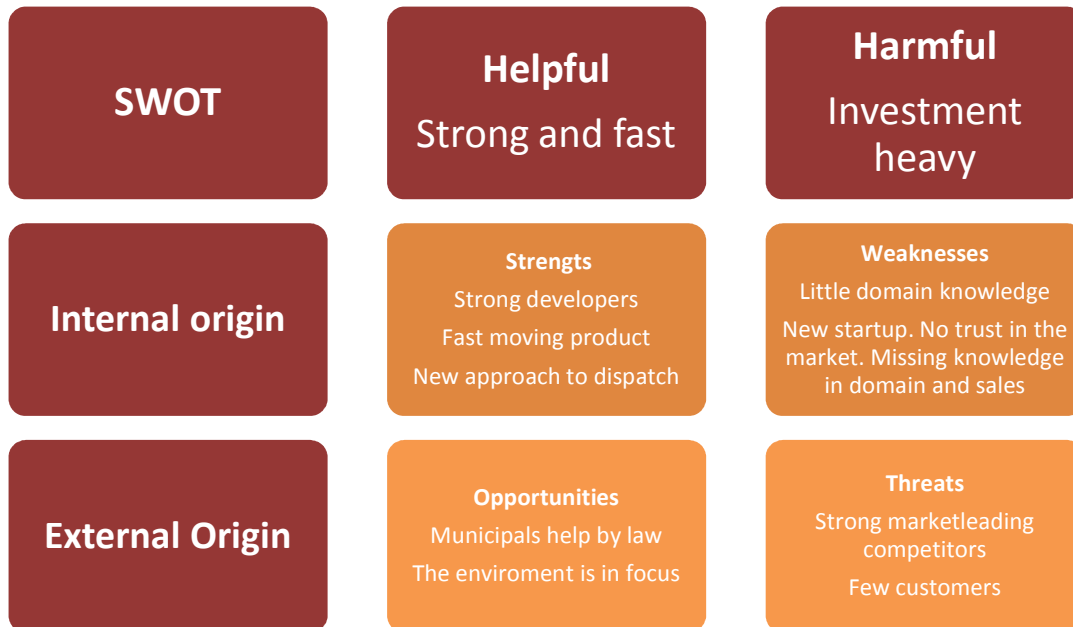 SWOT
Helpful
Strong and fast
Harmful
Investment
heavy
Internal origin
Strengts
Strong developers
Fast moving product
New approach to dispatch
Weaknesses
Little domain knowledge
New startup. No trust in the
market. Missing knowledge
in domain and sales
External Origin
Opportunities
Municipals help by law
The enviroment is in focus
Threats
Strong marketleading
competitors
Few customers